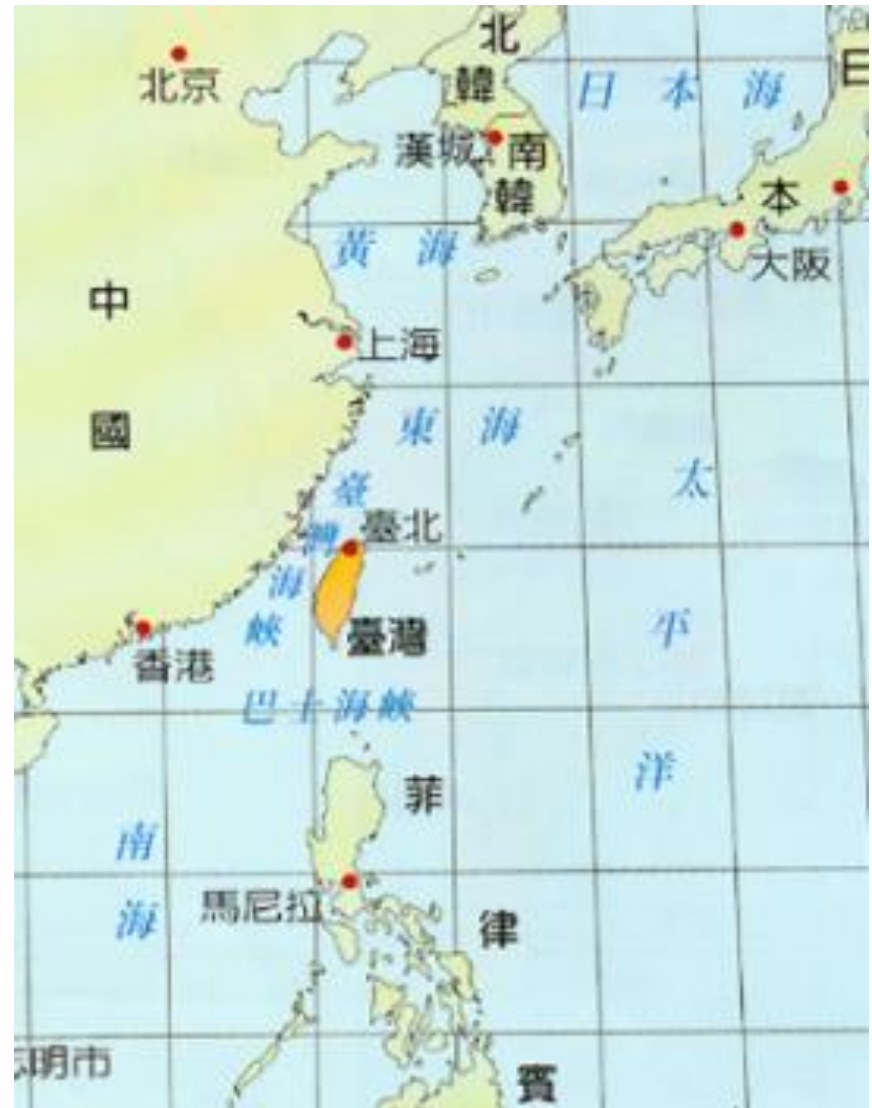 北韓
北京
日本海
日本
漢城
南韓
大阪
黃海
中國
上海
東海
太平洋
臺灣海峽
臺北
臺灣
香港
巴士海峽
菲律賓
南海
馬尼拉
明市